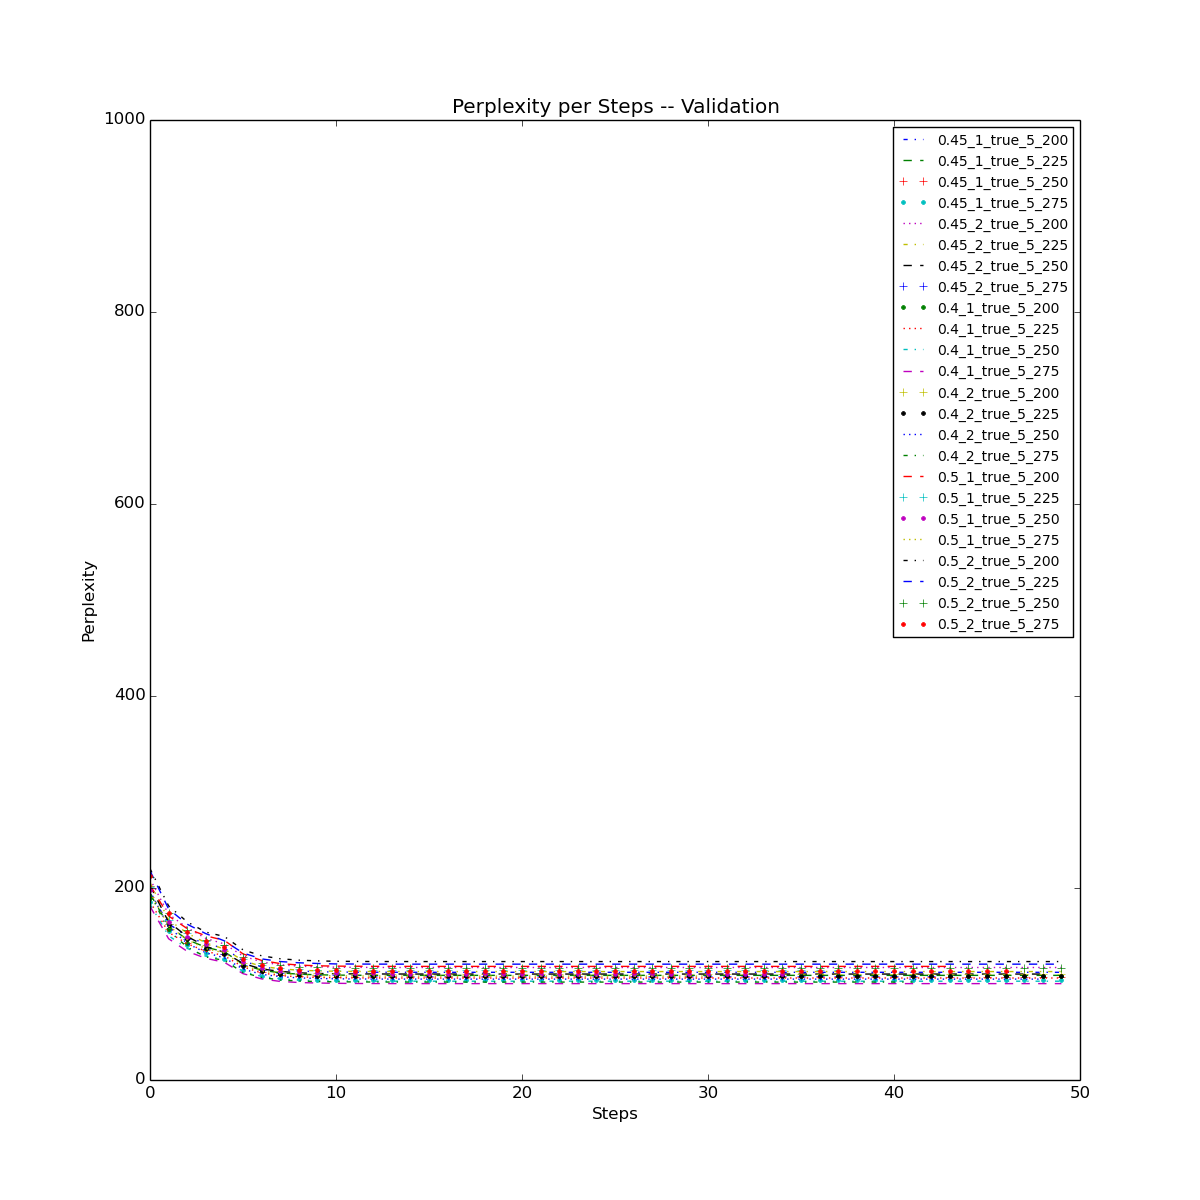 Perplexity per Steps -- Validation
1000
800
600
400
200
0
Perplexity
0 10 20 30 40 50
Steps
0.45_1_true_5_200
0.45_1_true_5_225
0.45_1_true_5_250
0.45_1_true_5_275
0.45_2_true_5_200
0.45_2_true_5_225
0.45_2_true_5_250
0.45_2_true_5_275
0.4_1_true_5_200
0.4_1_true_5_225
0.4_1_true_5_250
0.4_1_true_5_275
0.4_2_true_5_200
0.4_2_true_5_225
0.4_2_true_5_250
0.4_2_true_5_275
0.5_1_true_5_200
0.5_1_true_5_225
0.5_1_true_5_250
0.5_1_true_5_275
0.5_2_true_5_200
0.5_2_true_5_225
0.5_2_true_5_250
0.5_2_true_5_275